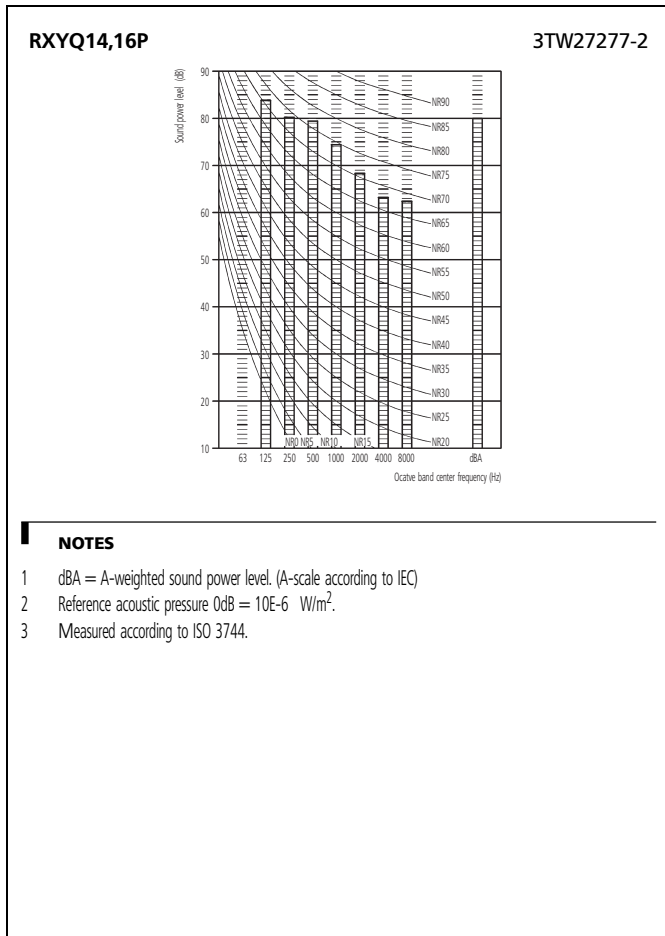 RXYQ14,16P 3TW27277-2
Sound power level (dB)
90
80
70
60
50
40
30
20
10
NR90
NR85
NR80
NR75
NR70
NR65
NR60
NR55
NR50
NR45
NR40
NR35
NR30
NR25
NR20
NR0 NR5 NR10 NR15
63 125 250 500 1000 2000 4000 8000 dBA
Ocatve band center frequency (Hz)
NOTES
1 dBA = A-weighted sound power level. (A-scale according to IEC)
2 Reference acoustic pressure 0dB = 10E-6 W/m².
3 Measured according to ISO 3744.